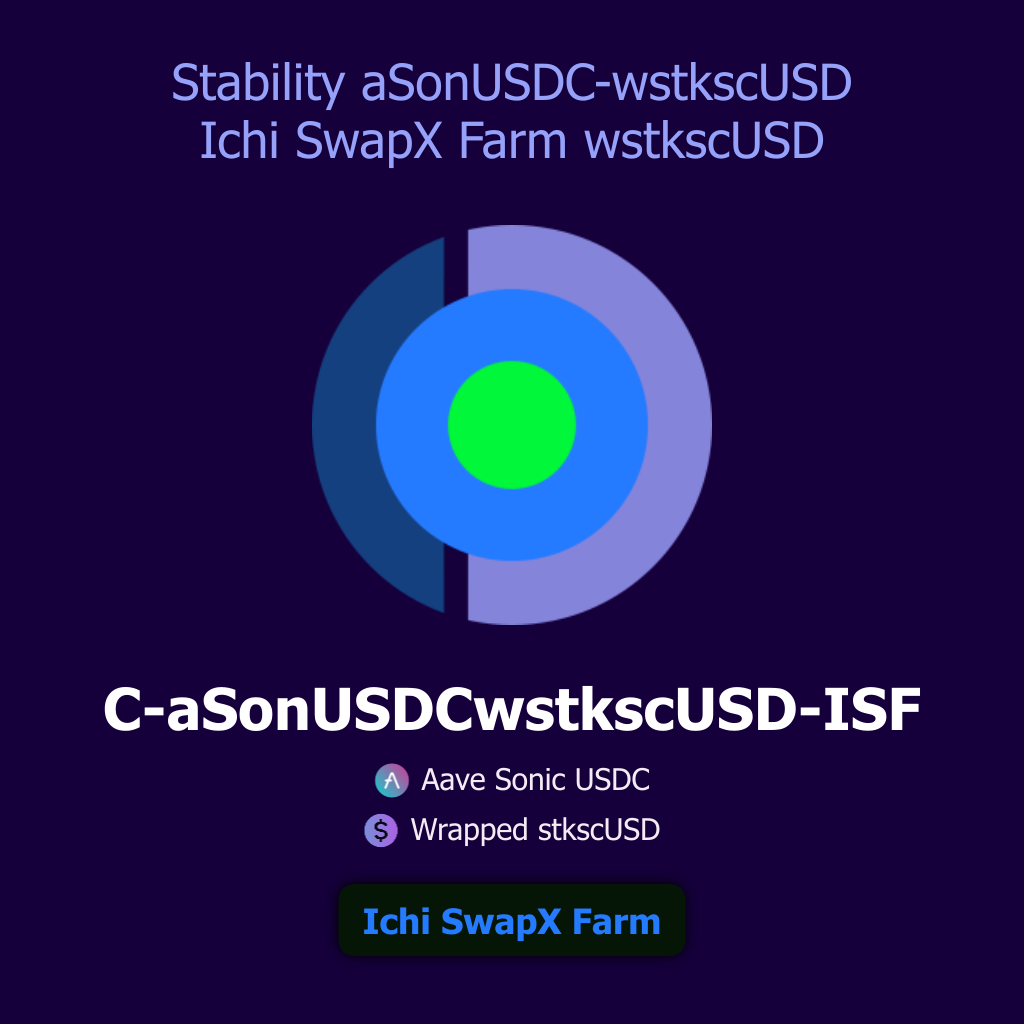 Stability aSonUSDC-wstkscUSD
Ichi SwapX Farm wstkscUSD
C-aSonUSDCwstkscUSD-ISF
Aave Sonic USDC
$ Wrapped stkscUSD
Ichi SwapX Farm